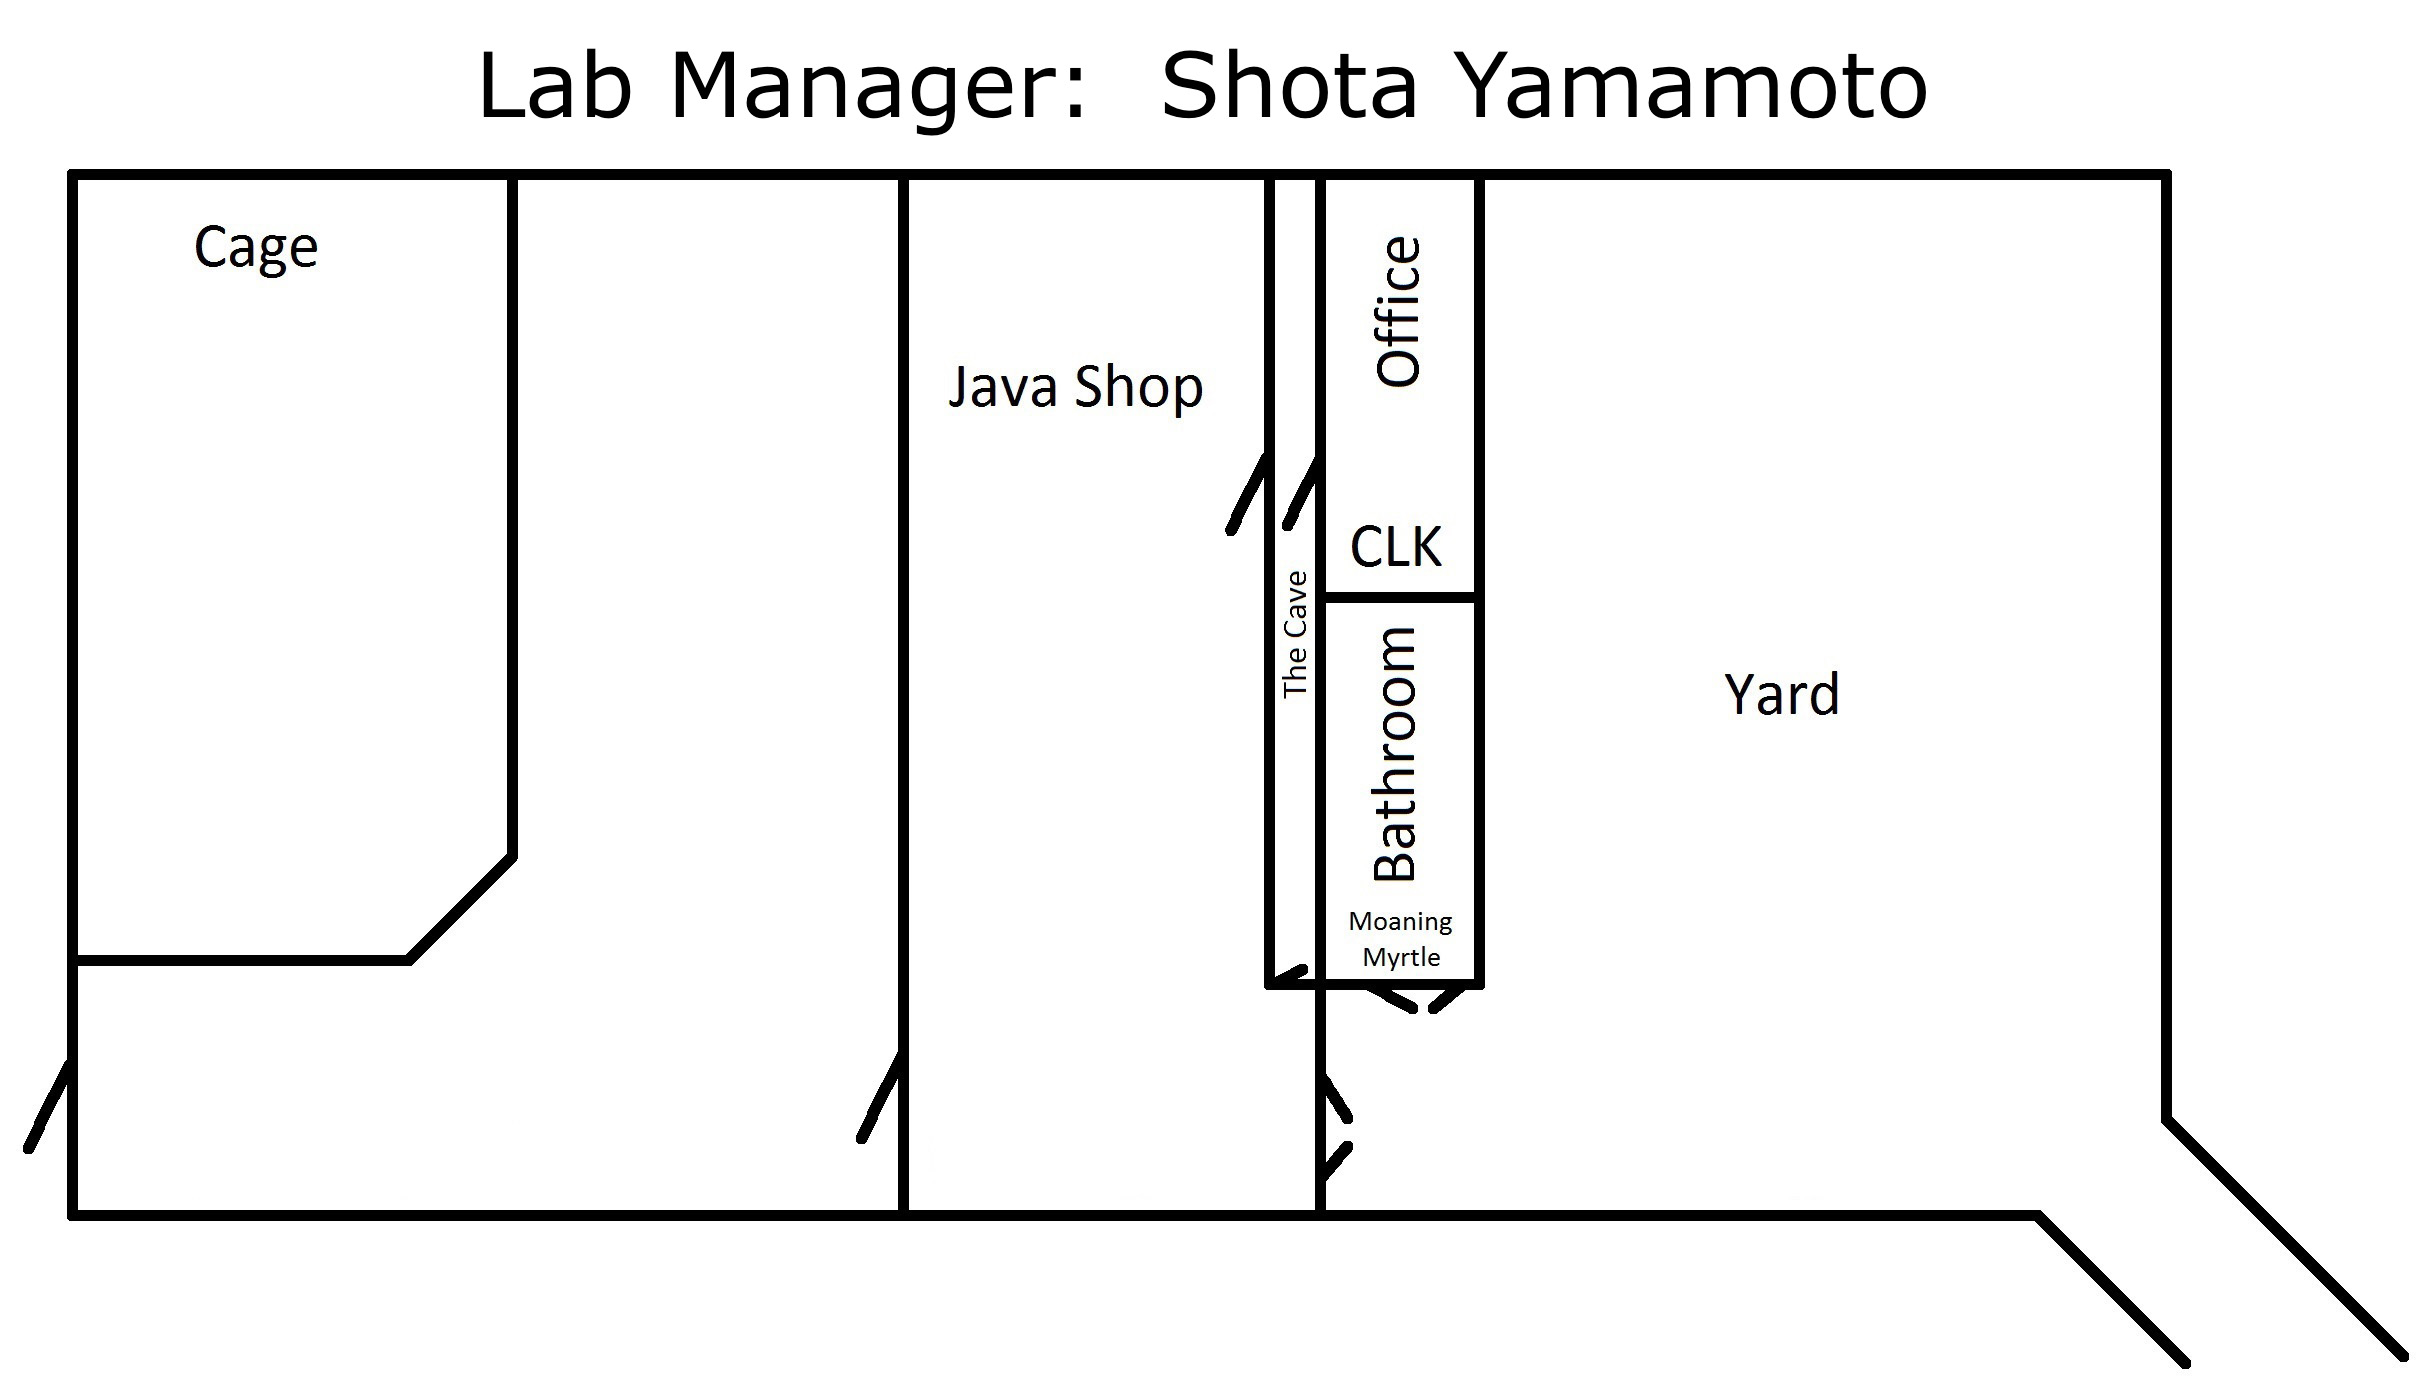 Lab Manager:  Shota Yamamoto
Cage
Java Shop
The Cave
Office
CLK
Bathroom
Moaning
Myrtle
Yard